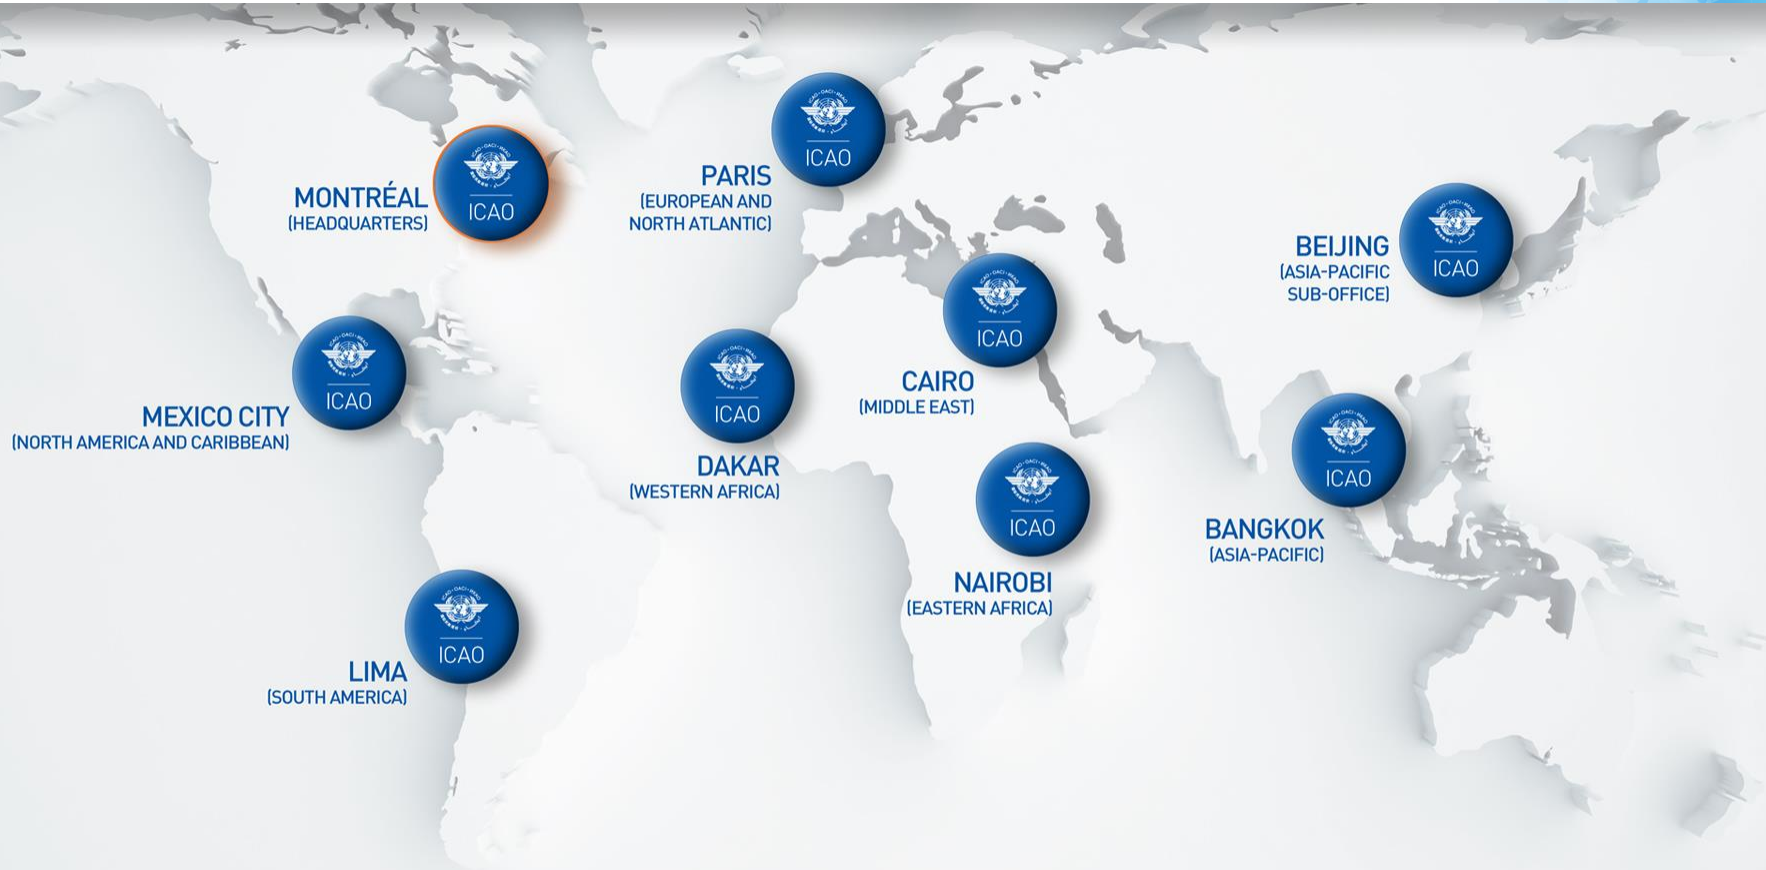 ICAO
PARIS
(EUROPEAN AND
NORTH ATLANTIC)
ICAO
MONTRÉAL
(HEADQUARTERS)
ICAO
BEIJING
(ASIA-PACIFIC
SUB-OFFICE)
ICAO
CAIRO
(MIDDLE EAST)
ICAO
MEXICO CITY
(NORTH AMERICA AND CARIBBEAN)
ICAO
DAKAR
(WESTERN AFRICA)
ICAO
BANGKOK
(ASIA-PACIFIC)
ICAO
NAIROBI
(EASTERN AFRICA)
ICAO
LIMA
(SOUTH AMERICA)